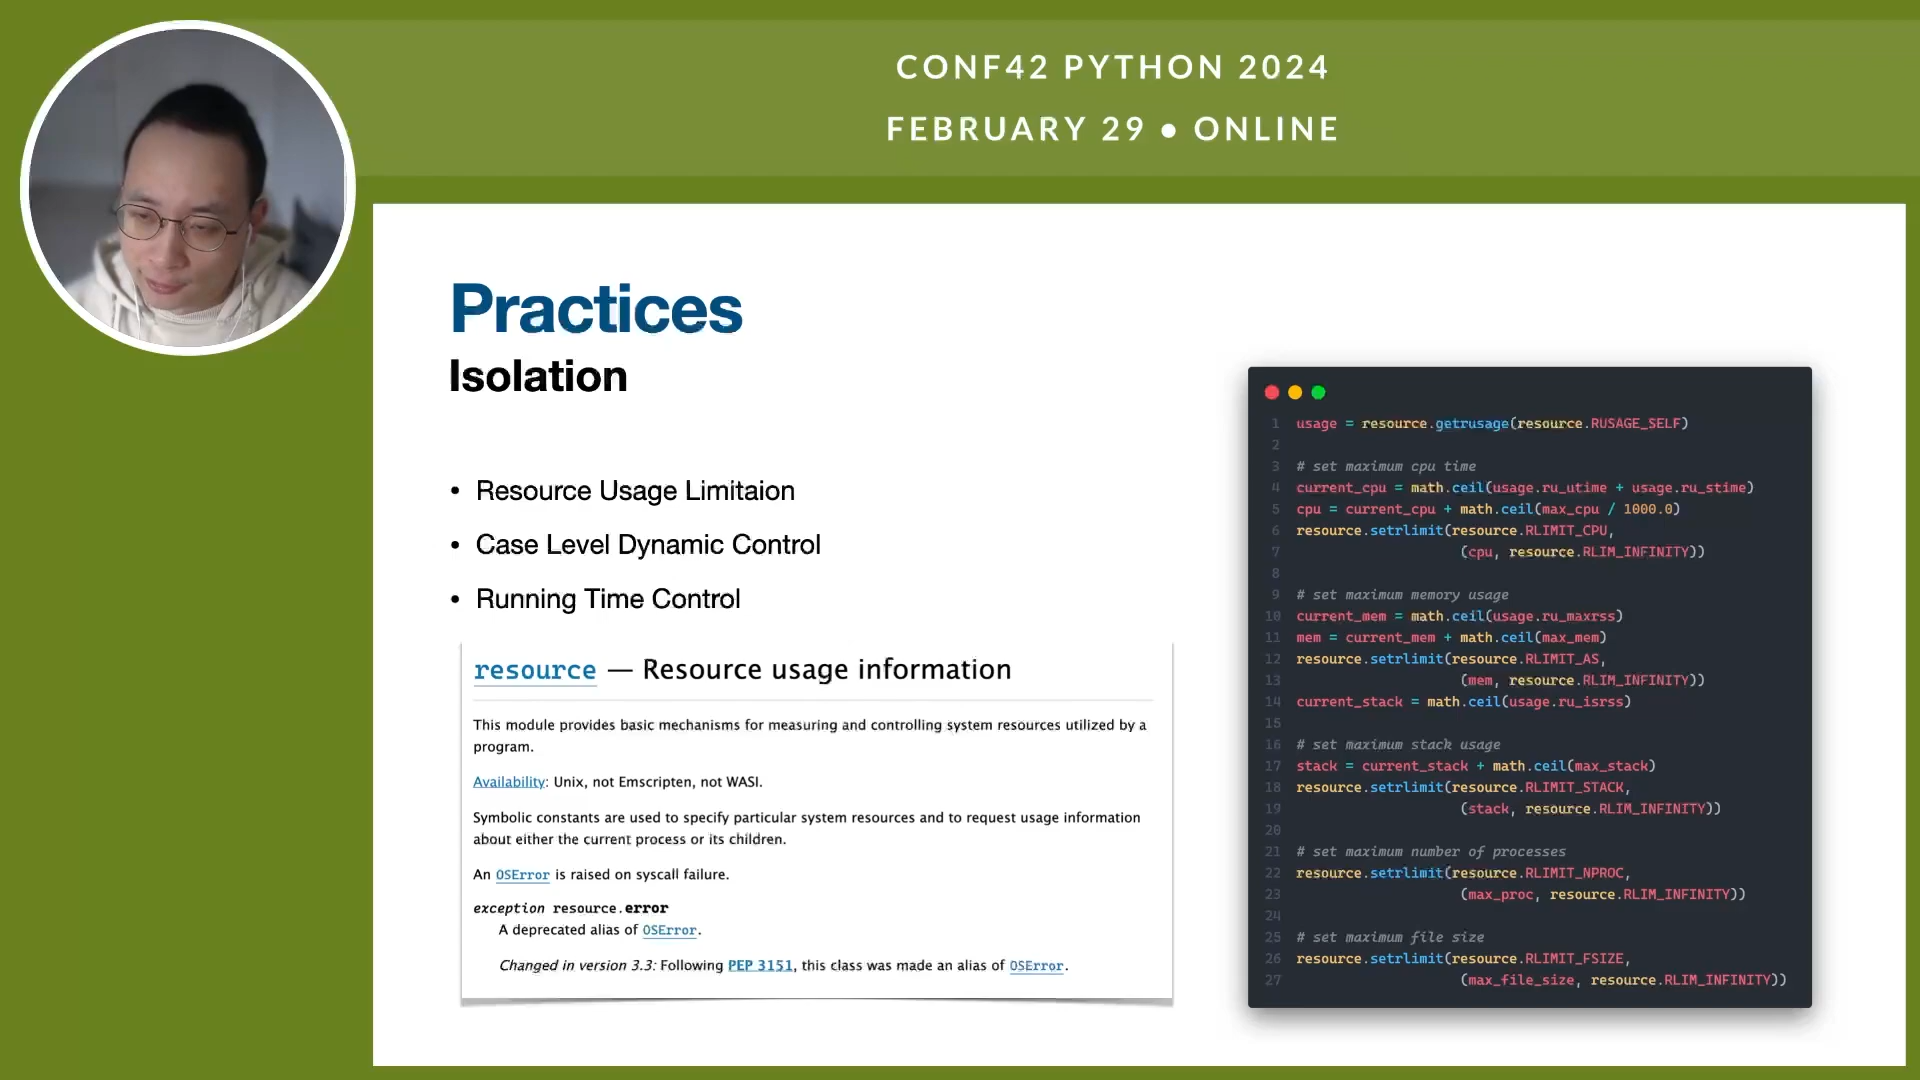 CONF42 PYTHON 2024
FEBRUARY 29 • ONLINE
Practices
Isolation
• Resource Usage Limitaion
• Case Level Dynamic Control
• Running Time Control
resource — Resource usage information
This module provides basic mechanisms for measuring and controlling system resources utilized by a
program.
Availability: Unix, not Emscripten, not WASI.
Symbolic constants are used to specify particular system resources and to request usage information
about either the current process or its children.
An OSError is raised on syscall failure.
exception resource.error
A deprecated alias of OSError.
Changed in version 3.3: Following PEP 3151, this class was made an alias of OSError.
1 usage = resource.getrusage(resource.RUSAGE_SELF)
2
3 # set maximum cpu time
4 current_cpu = math.ceil(usage.ru_utime + usage.ru_stime)
5 cpu = current_cpu + math.ceil(max_cpu / 1000.0)
6 resource.setrlimit(resource.RLIMIT_CPU,
7 (cpu, resource.RLIM_INFINITY))
8
9 # set maximum memory usage
10 current_mem = math.ceil(usage.ru_maxrss)
11 mem = current_mem + math.ceil(max_mem)
12 resource.setrlimit(resource.RLIMIT_AS,
13 (mem, resource.RLIM_INFINITY))
14 current_stack = math.ceil(usage.ru_isrss)
15
16 # set maximum stack usage
17 stack = current_stack + math.ceil(max_stack)
18 resource.setrlimit(resource.RLIMIT_STACK,
19 (stack, resource.RLIM_INFINITY))
20
21 # set maximum number of processes
22 resource.setrlimit(resource.RLIMIT_NPROC,
23 (max_proc, resource.RLIM_INFINITY))
24
25 # set maximum file size
26 resource.setrlimit(resource.RLIMIT_FSIZE,
27 (max_file_size, resource.RLIM_INFINITY))